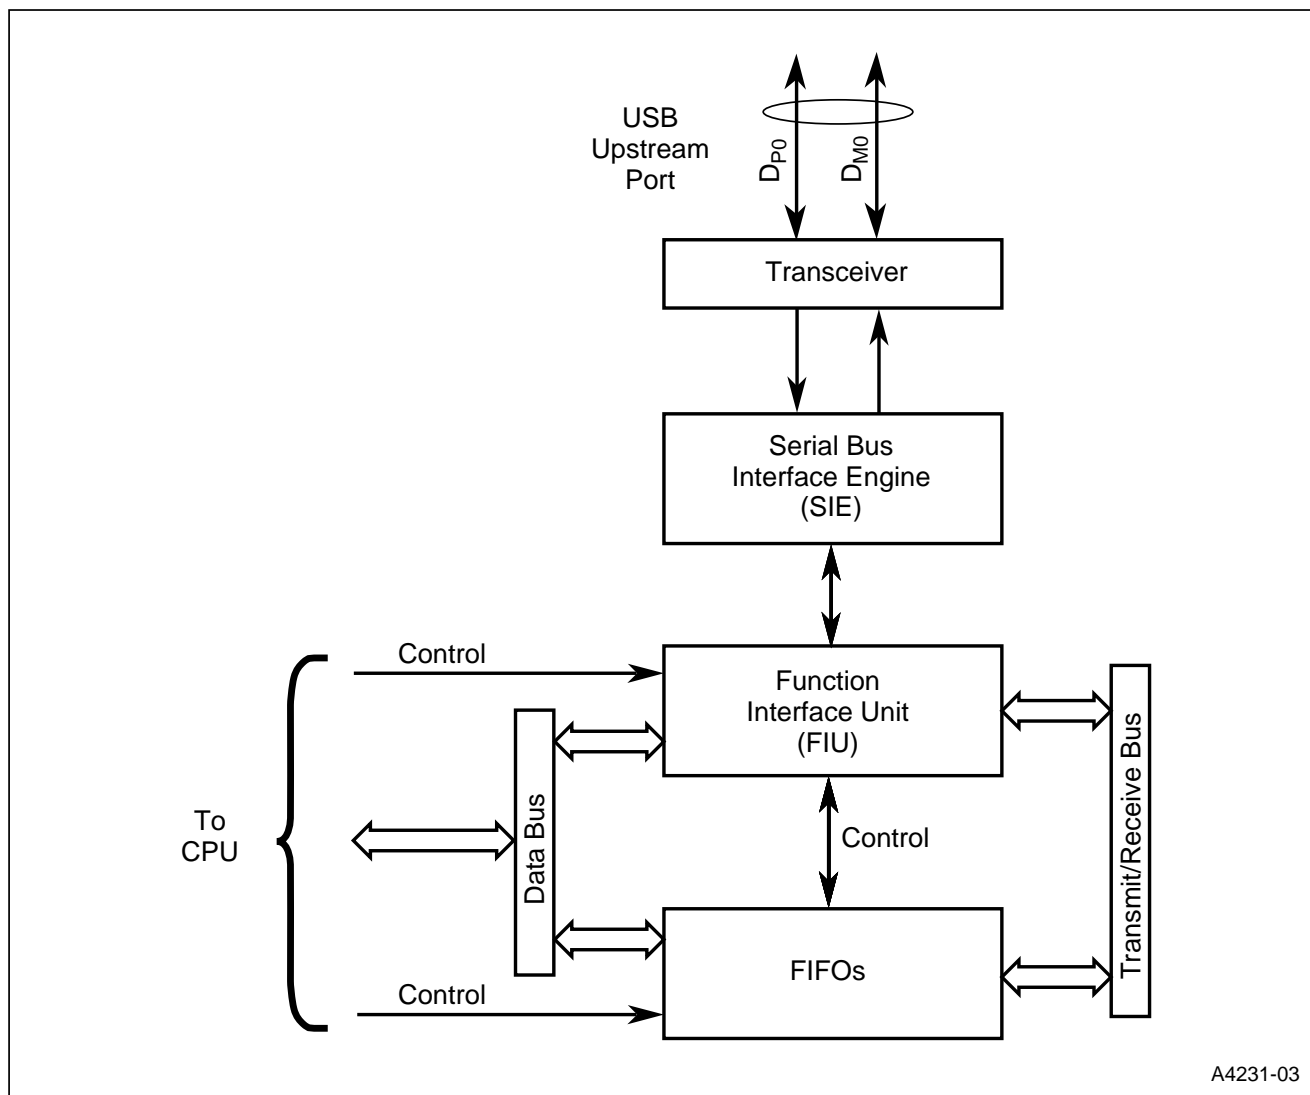 USB
Upstream
Port
DP0
DM0
Transceiver
Serial Bus
Interface Engine
(SIE)
Control
Function
Interface Unit
(FIU)
To
CPU
Data Bus
Control
Transmit/Receive Bus
Control
FIFOs
A4231-03